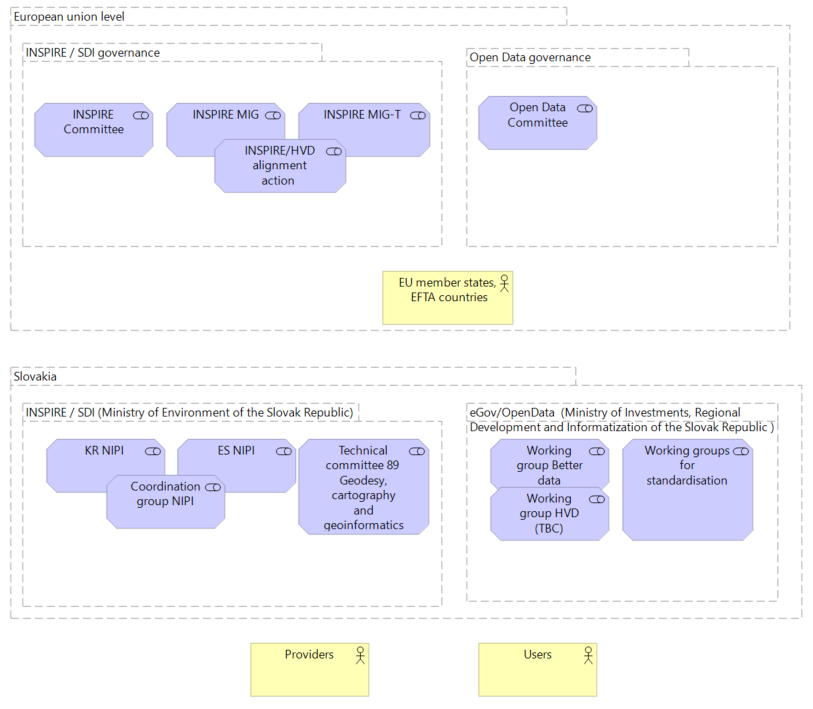 European union level
INSPIRE / SDI governance
Open Data governance
INSPIRE
Committee
INSPIRE MIG
INSPIRE MIG-T
INSPIRE/HVD
alignment
action
Open Data
Committee
EU member states,
EFTA countries
Slovakia
INSPIRE / SDI (Ministry of Environment of the Slovak Republic)
eGov/OpenData (Ministry of Investments, Regional
Development and Informatization of the Slovak Republic )
KR NIPI
ES NIPI
Coordination
group NIPI
Technical
committee 89
Geodesy,
cartography
and
geoinformatics
Working
group Better
data
Working
group HVD
(TBC)
Working groups
for
standardisation
Providers
Users